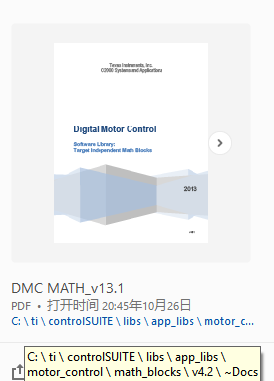 Texas Instruments, Inc.
C2000 Systems and Applications
Digital Motor Control
Software Library:
Target Independent Math Blocks
2013
DMC MATH_v13.1
PDF • 打开时间 20:45年10月26日
C: \ ti \ controlSUITE \ libs \ app_libs \ motor_c...
C: \ ti \ controlSUITE \ libs \ app_libs \
motor_control \ math_blocks \ v4.2 \ ~Docs